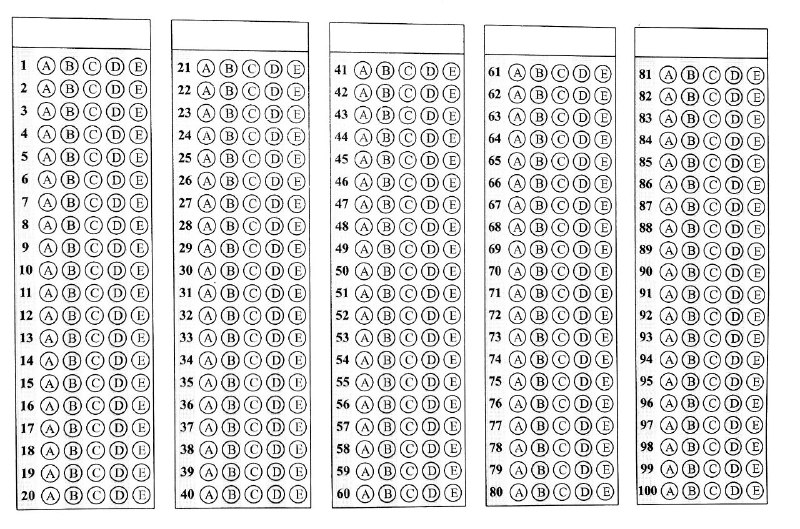 1 A B C D E
2 A B C D E
3 A B C D E
4 A B C D E
5 A B C D E
6 A B C D E
7 A B C D E
8 A B C D E
9 A B C D E
10 A B C D E
11 A B C D E
12 A B C D E
13 A B C D E
14 A B C D E
15 A B C D E
16 A B C D E
17 A B C D E
18 A B C D E
19 A B C D E
20 A B C D E
21 A B C D E
22 A B C D E
23 A B C D E
24 A B C D E
25 A B C D E
26 A B C D E
27 A B C D E
28 A B C D E
29 A B C D E
30 A B C D E
31 A B C D E
32 A B C D E
33 A B C D E
34 A B C D E
35 A B C D E
36 A B C D E
37 A B C D E
38 A B C D E
39 A B C D E
40 A B C D E
41 A B C D E
42 A B C D E
43 A B C D E
44 A B C D E
45 A B C D E
46 A B C D E
47 A B C D E
48 A B C D E
49 A B C D E
50 A B C D E
51 A B C D E
52 A B C D E
53 A B C D E
54 A B C D E
55 A B C D E
56 A B C D E
57 A B C D E
58 A B C D E
59 A B C D E
60 A B C D E
61 A B C D E
62 A B C D E
63 A B C D E
64 A B C D E
65 A B C D E
66 A B C D E
67 A B C D E
68 A B C D E
69 A B C D E
70 A B C D E
71 A B C D E
72 A B C D E
73 A B C D E
74 A B C D E
75 A B C D E
76 A B C D E
77 A B C D E
78 A B C D E
79 A B C D E
80 A B C D E
81 A B C D E
82 A B C D E
83 A B C D E
84 A B C D E
85 A B C D E
86 A B C D E
87 A B C D E
88 A B C D E
89 A B C D E
90 A B C D E
91 A B C D E
92 A B C D E
93 A B C D E
94 A B C D E
95 A B C D E
96 A B C D E
97 A B C D E
98 A B C D E
99 A B C D E
100 A B C D E